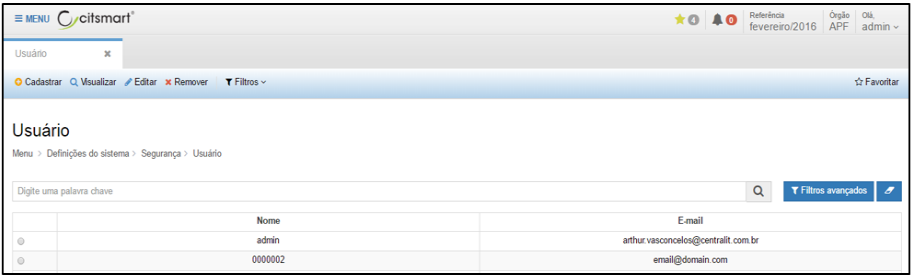 ≡ MENU citsmart®
★ 0 0 Referência Órgão Olá,
fevereiro/2016 APF admin
Usuário ×
Cadastrar Visualizar Editar Remover Filtros Favoritar
Usuário
Menu > Definições do sistema > Segurança > Usuário
Digite uma palavra chave Filtros avançados
Nome E-mail
admin arthur.vasconcelos@centralit.com.br
0000002 email@domain.com